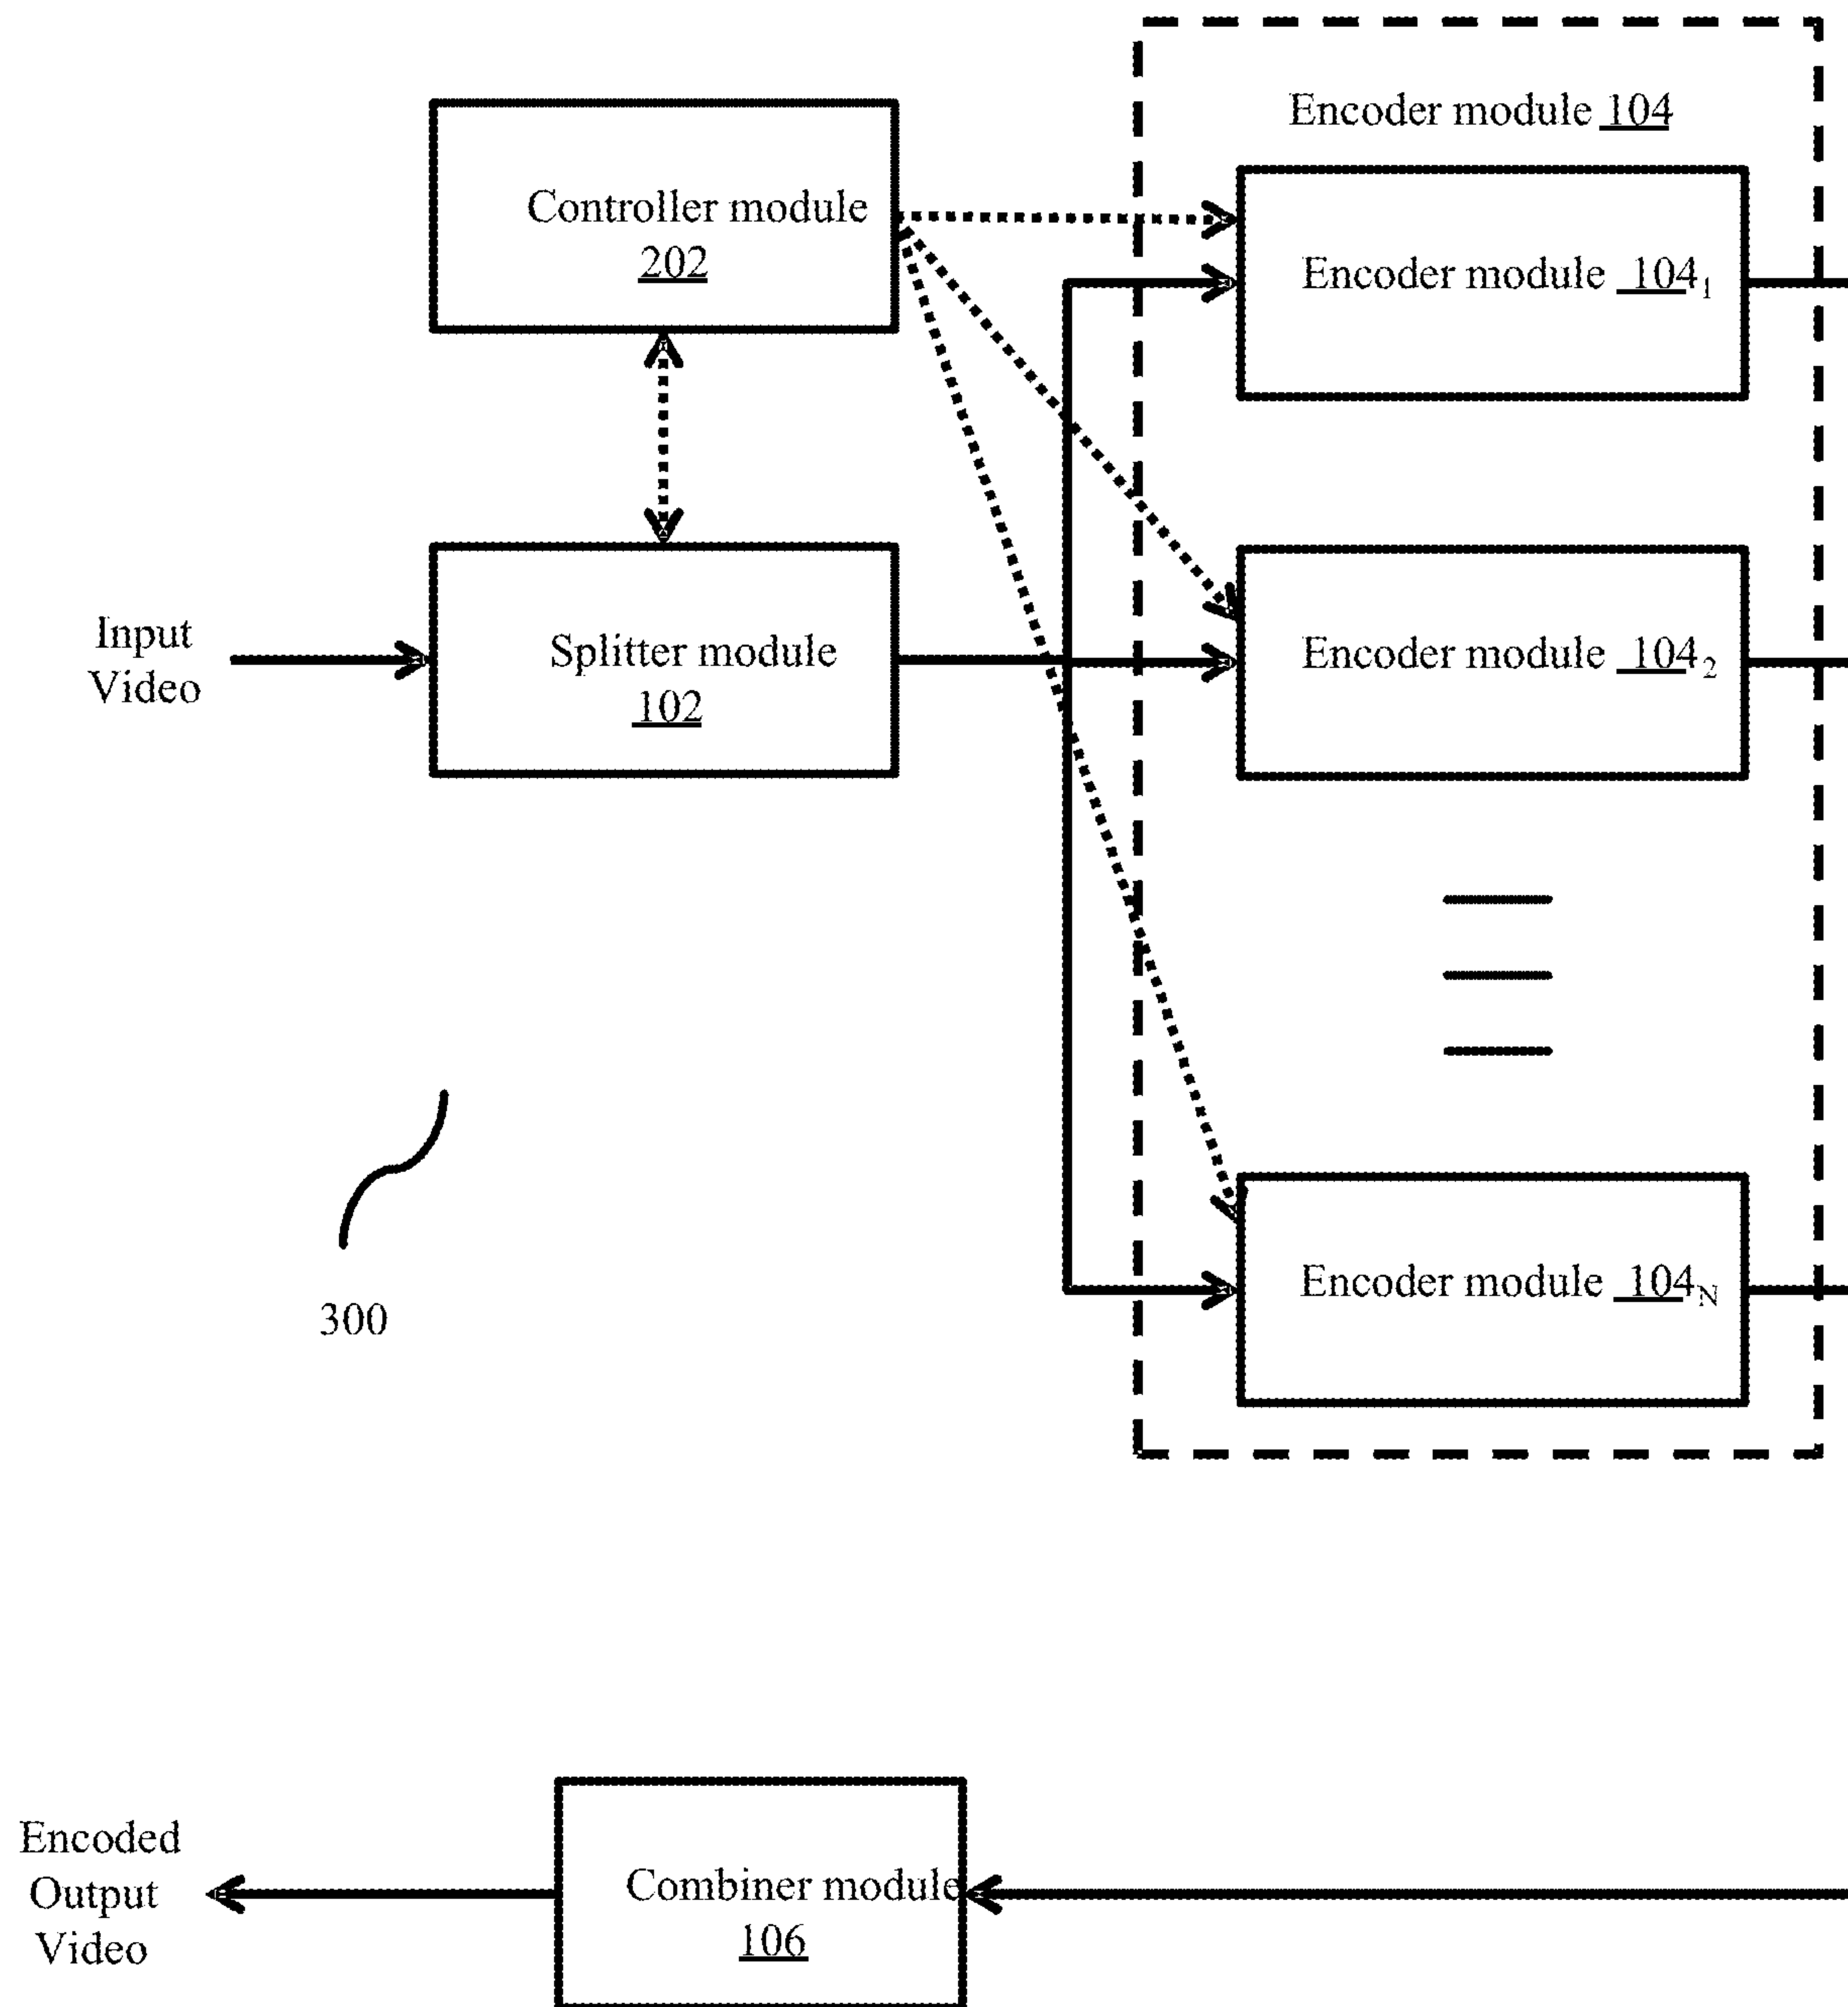 Encoder module 104
Controller module
202
Encoder module 104₁
Input
Video
Splitter module
102
Encoder module 104₂
Encoder module 104N
300
Encoded
Output
Video
Combiner module
106